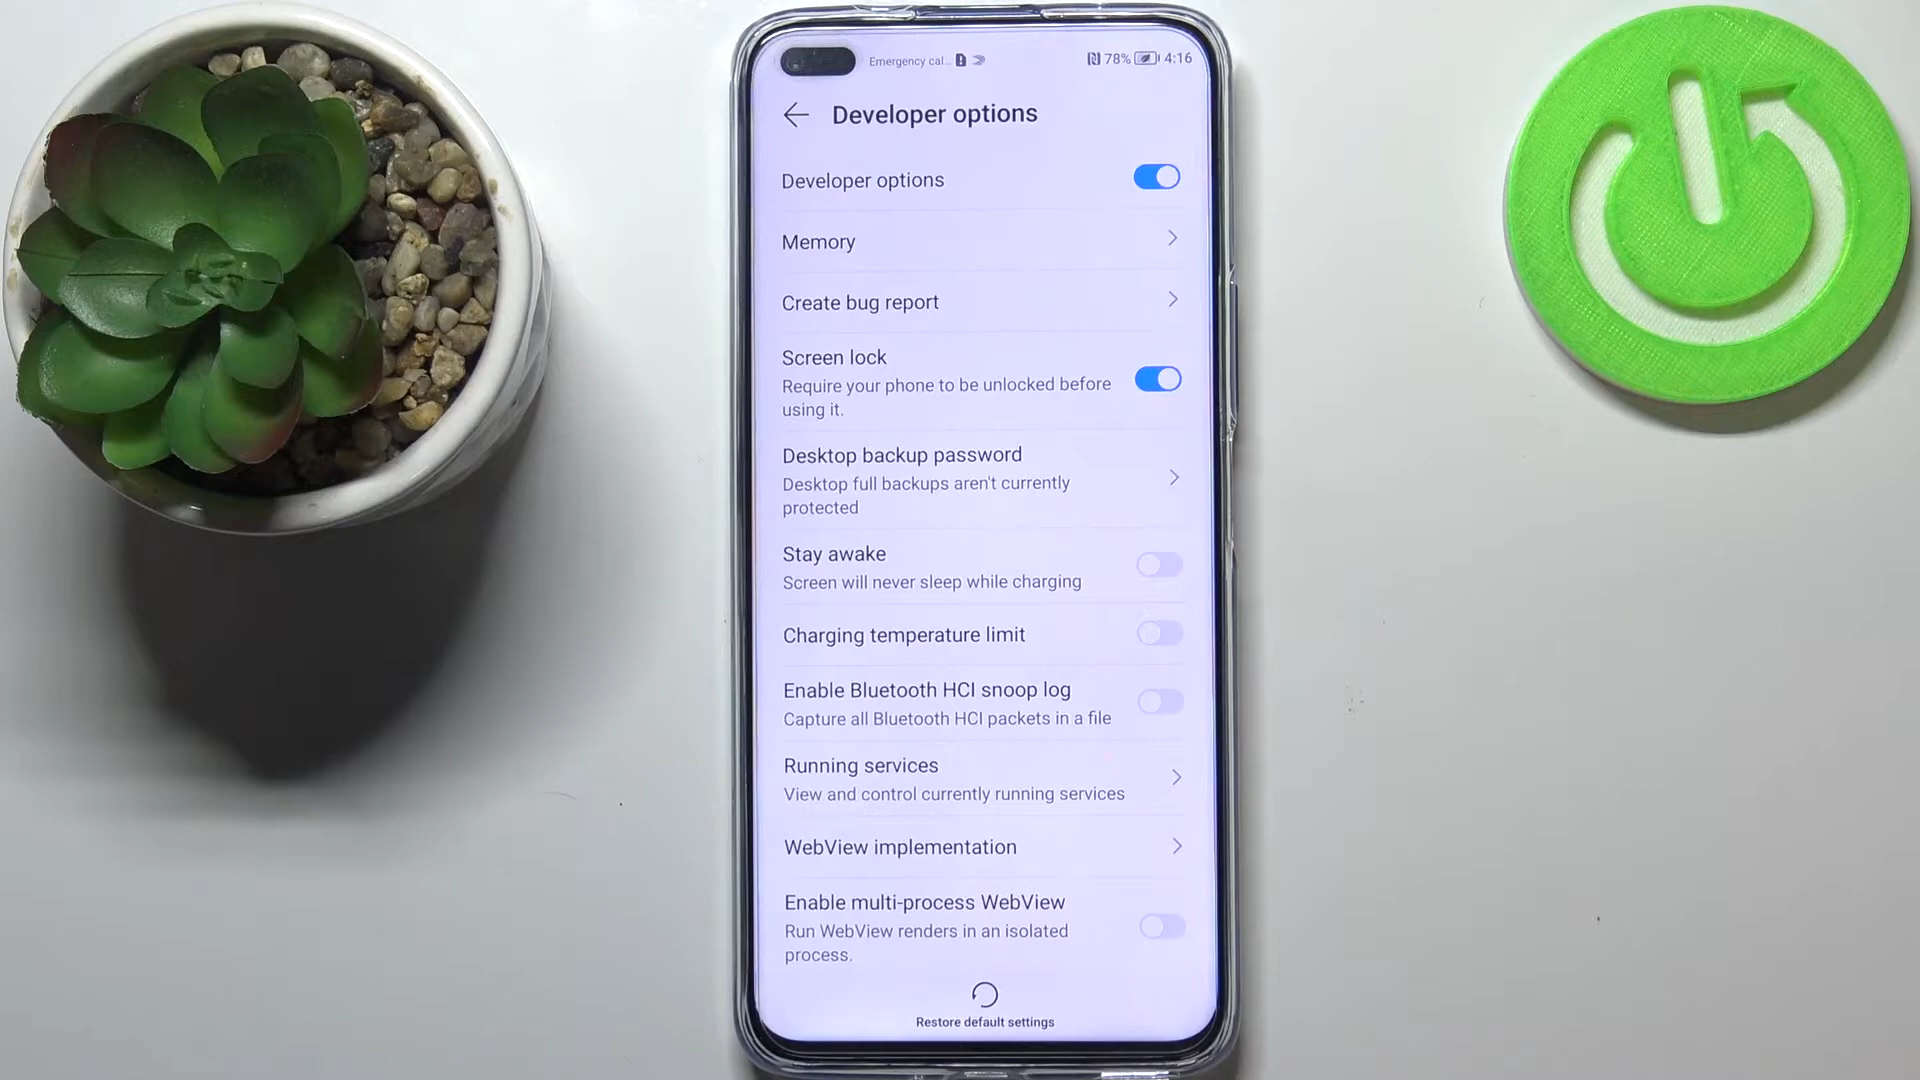 Emergency cal... 78% 4:16
Developer options
Developer options
Memory
Create bug report
Screen lock
Require your phone to be unlocked before
using it.
Desktop backup password
Desktop full backups aren't currently
protected
Stay awake
Screen will never sleep while charging
Charging temperature limit
Enable Bluetooth HCI snoop log
Capture all Bluetooth HCI packets in a file
Running services
View and control currently running services
WebView implementation
Enable multi-process WebView
Run WebView renders in an isolated
process.
Restore default settings